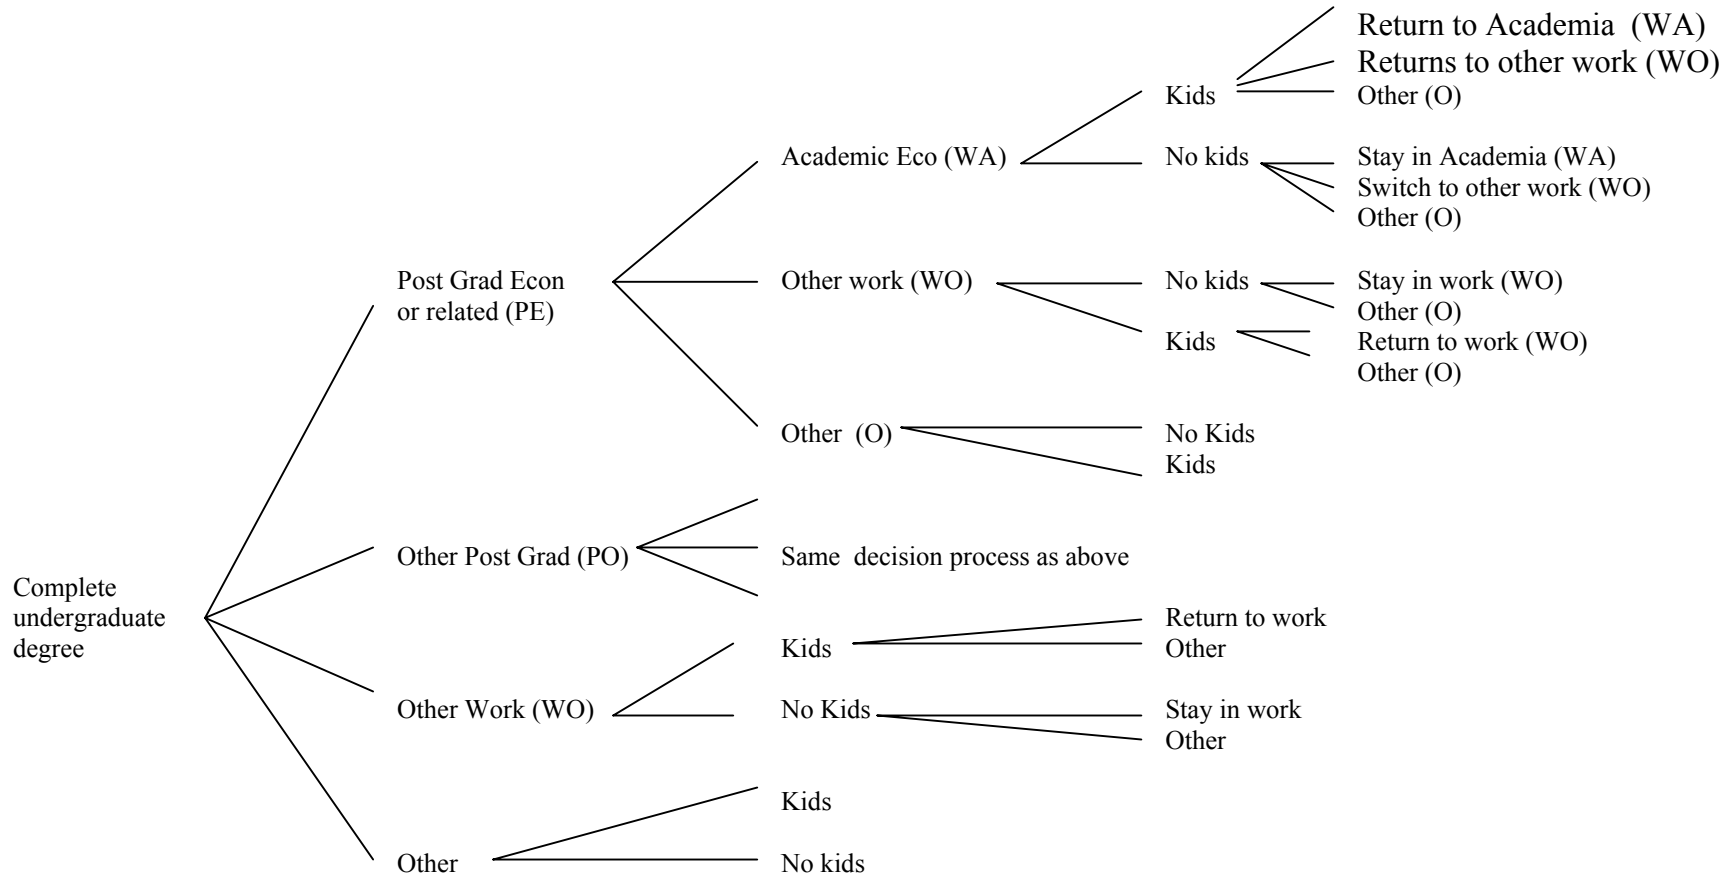 Return to Academia (WA)
Returns to other work (WO)
Kids
Other (O)
Academic Eco (WA)
No kids
Stay in Academia (WA)
Switch to other work (WO)
Other (O)
Post Grad Econ
or related (PE)
Other work (WO)
No kids
Stay in work (WO)
Other (O)
Kids
Return to work (WO)
Other (O)
Other (O)
No Kids
Kids
Other Post Grad (PO)
Same decision process as above
Complete
undergraduate
degree
Return to work
Kids
Other
Other Work (WO)
No Kids
Stay in work
Other
Kids
Other
No kids